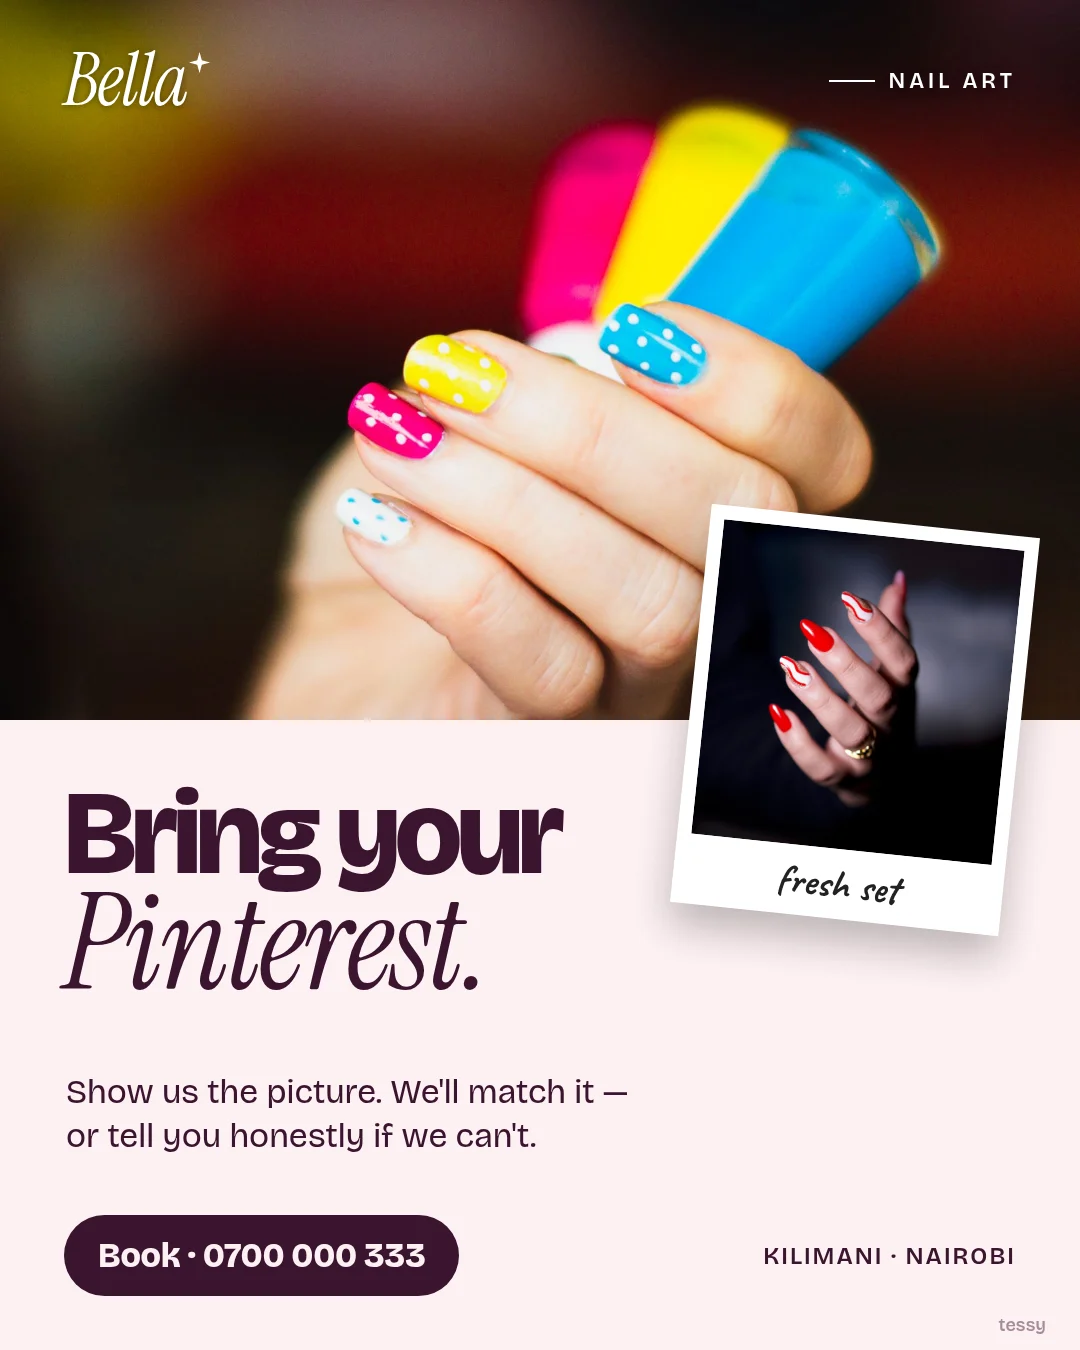 Bella
NAIL ART
fresh set
Bring your
Pinterest.
Show us the picture. We'll match it —
or tell you honestly if we can't.
Book · 0700 000 333
KILIMANI · NAIROBI
tessy